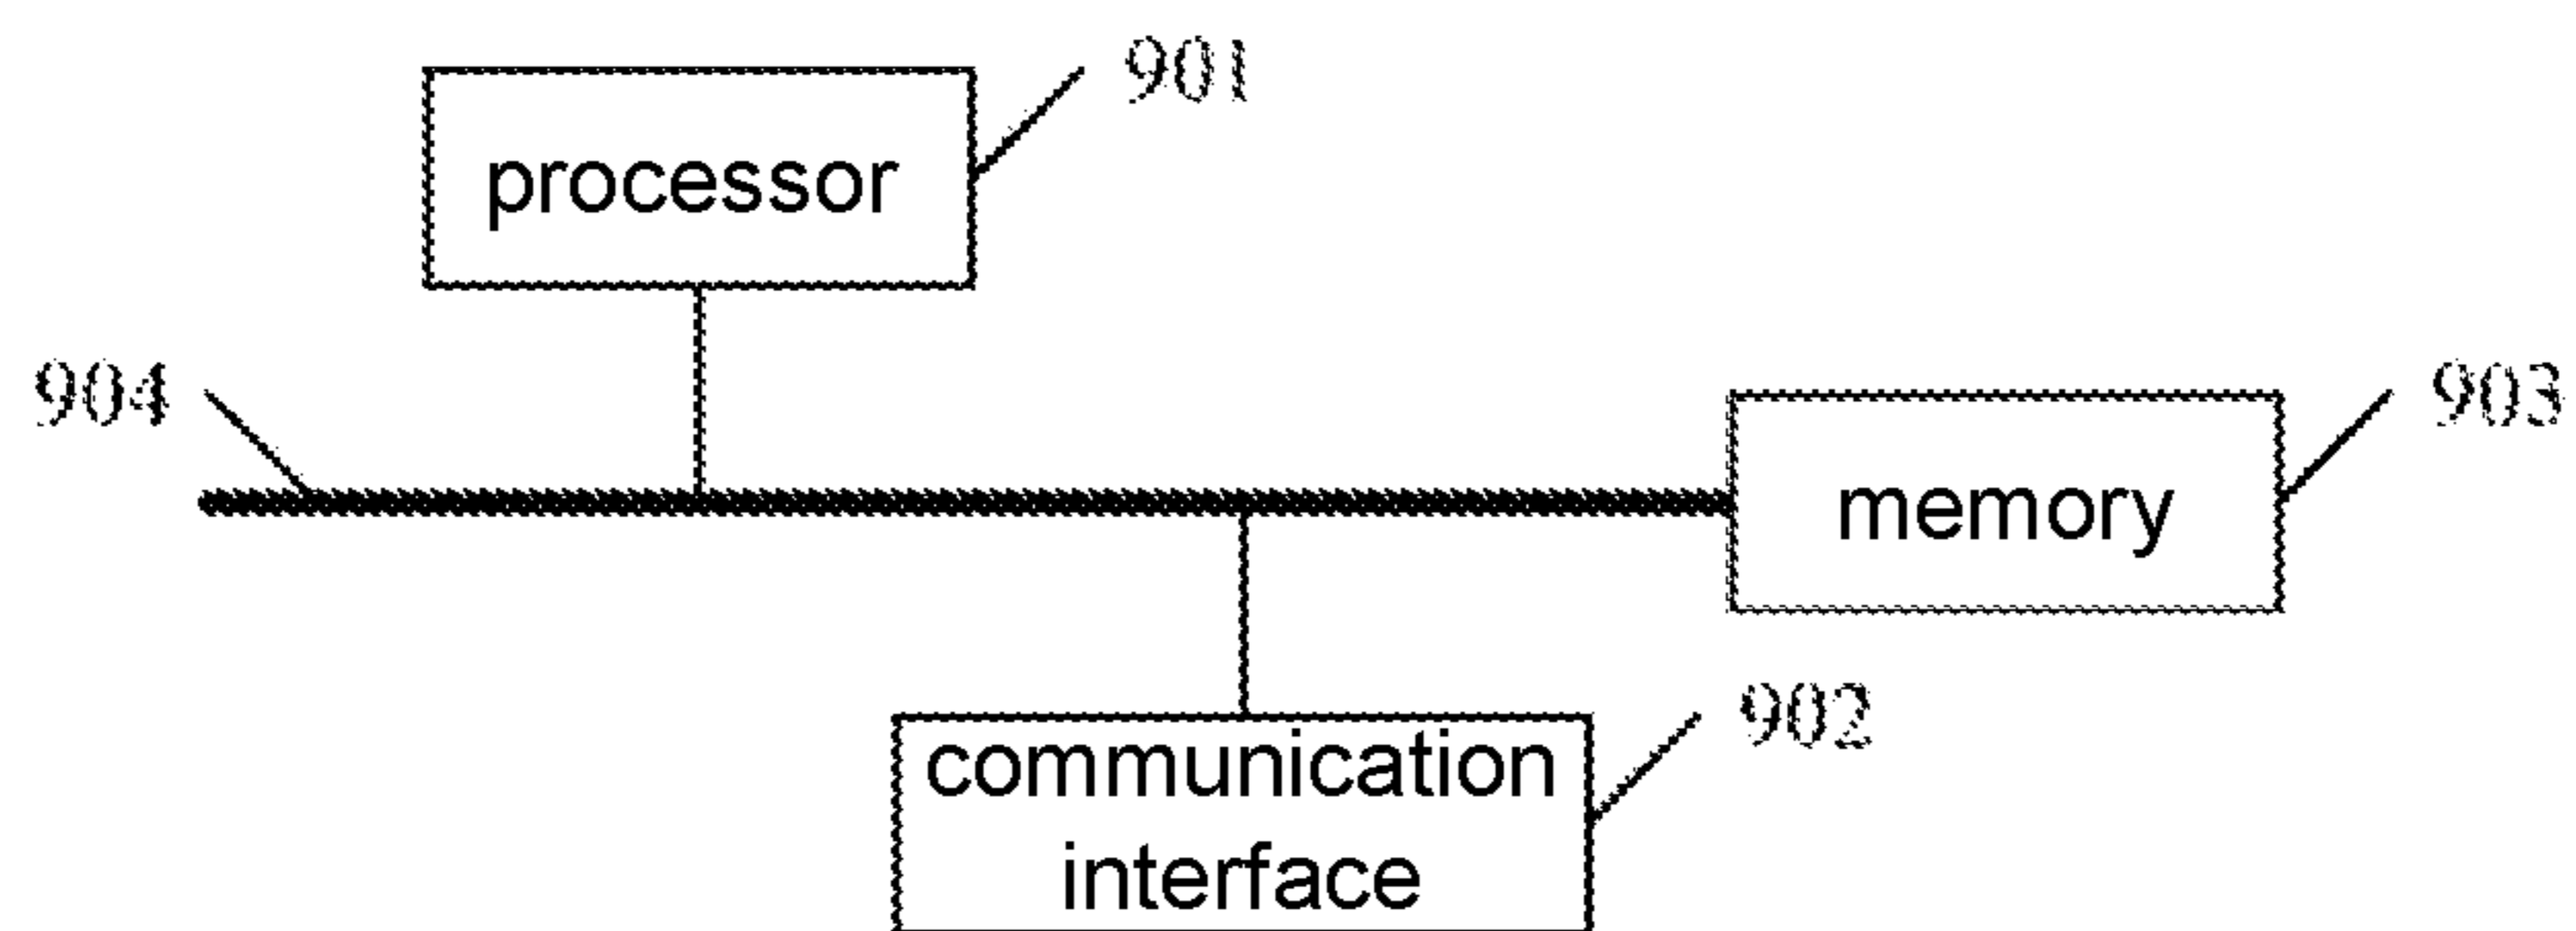 901
processor
904
903
memory
902
communication
interface